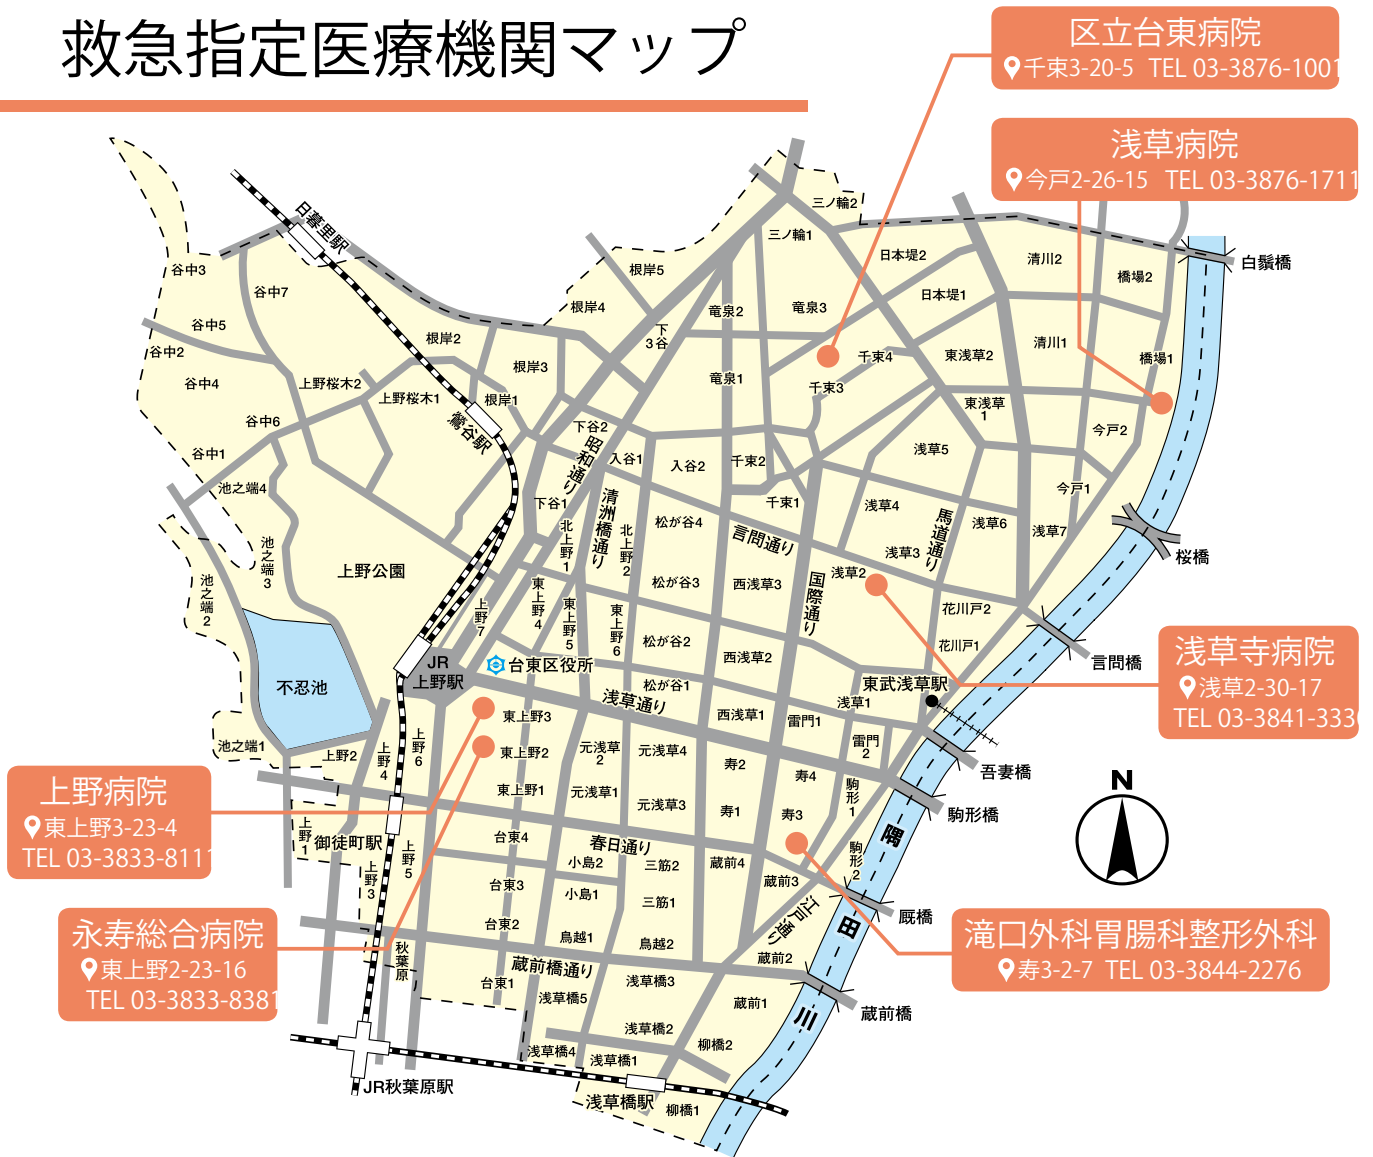 救急指定医療機関マップ
区立台東病院
千束3-20-5 TEL 03-3876-1001
浅草病院
今戸2-26-15 TEL 03-3876-1711
浅草寺病院
浅草2-30-17
TEL 03-3841-333
上野病院
東上野3-23-4
TEL 03-3833-811
永寿総合病院
東上野2-23-16
TEL 03-3833-8381
滝口外科胃腸科整形外科
寿3-2-7 TEL 03-3844-2276
三ノ輪2
三ノ輪1
日本堤2
清川2
橋場2
白鬚橋
日暮里駅
谷中3
谷中7
根岸5
根岸4
竜泉2
竜泉3
日本堤1
谷中5
谷中2
根岸2
下谷3
清川1
橋場1
谷中4
上野桜木2
根岸3
竜泉1
千束4
東浅草2
千束3
上野桜木1
根岸1
東浅草1
谷中6
鶯谷駅
下谷2
今戸2
谷中1
昭和通り
入谷1
入谷2
千束2
浅草5
池之端4
下谷1
清洲橋通り
千束1
浅草4
今戸1
北上野1
北上野2
松が谷4
言問通り
馬道通り
浅草6
浅草7
池之端3
浅草3
桜橋
上野公園
池之端2
松が谷3
西浅草3
国際通り
浅草2
上野7
東上野4
東上野5
東上野6
花川戸2
松が谷2
花川戸1
言問橋
JR
上野駅
台東区役所
西浅草2
東武浅草駅
不忍池
松が谷1
浅草通り
浅草1
東上野3
西浅草1
雷門1
池之端1
上野2
上野4
上野6
東上野2
元浅草2
元浅草4
雷門2
寿2
寿4
吾妻橋
東上野1
元浅草1
元浅草3
寿1
寿3
駒形1
駒形橋
N
上野1
御徒町駅
上野5
台東4
春日通り
隅田川
上野3
小島2
三筋2
蔵前4
駒形2
台東3
小島1
三筋1
蔵前3
江戸通り
厩橋
台東2
秋葉原
鳥越1
鳥越2
蔵前橋通り
蔵前2
台東1
浅草橋5
浅草橋3
蔵前1
蔵前橋
浅草橋2
柳橋2
浅草橋4
浅草橋1
JR秋葉原駅
浅草橋駅
柳橋1